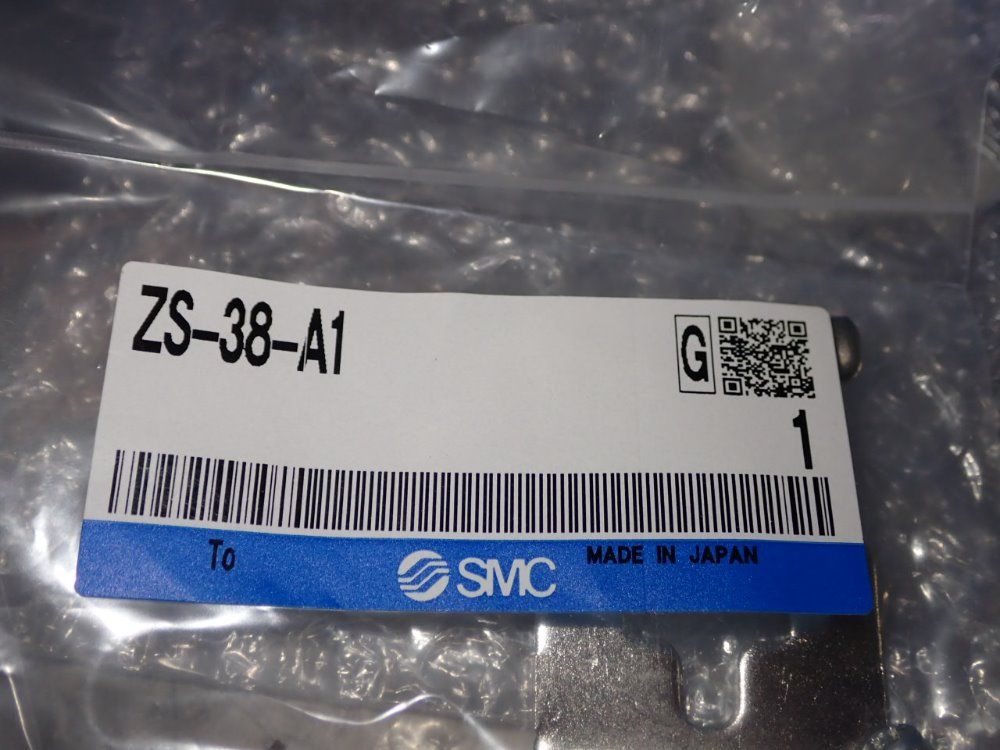 ZS-38-A1
G
1
To
SMC
MADE IN JAPAN